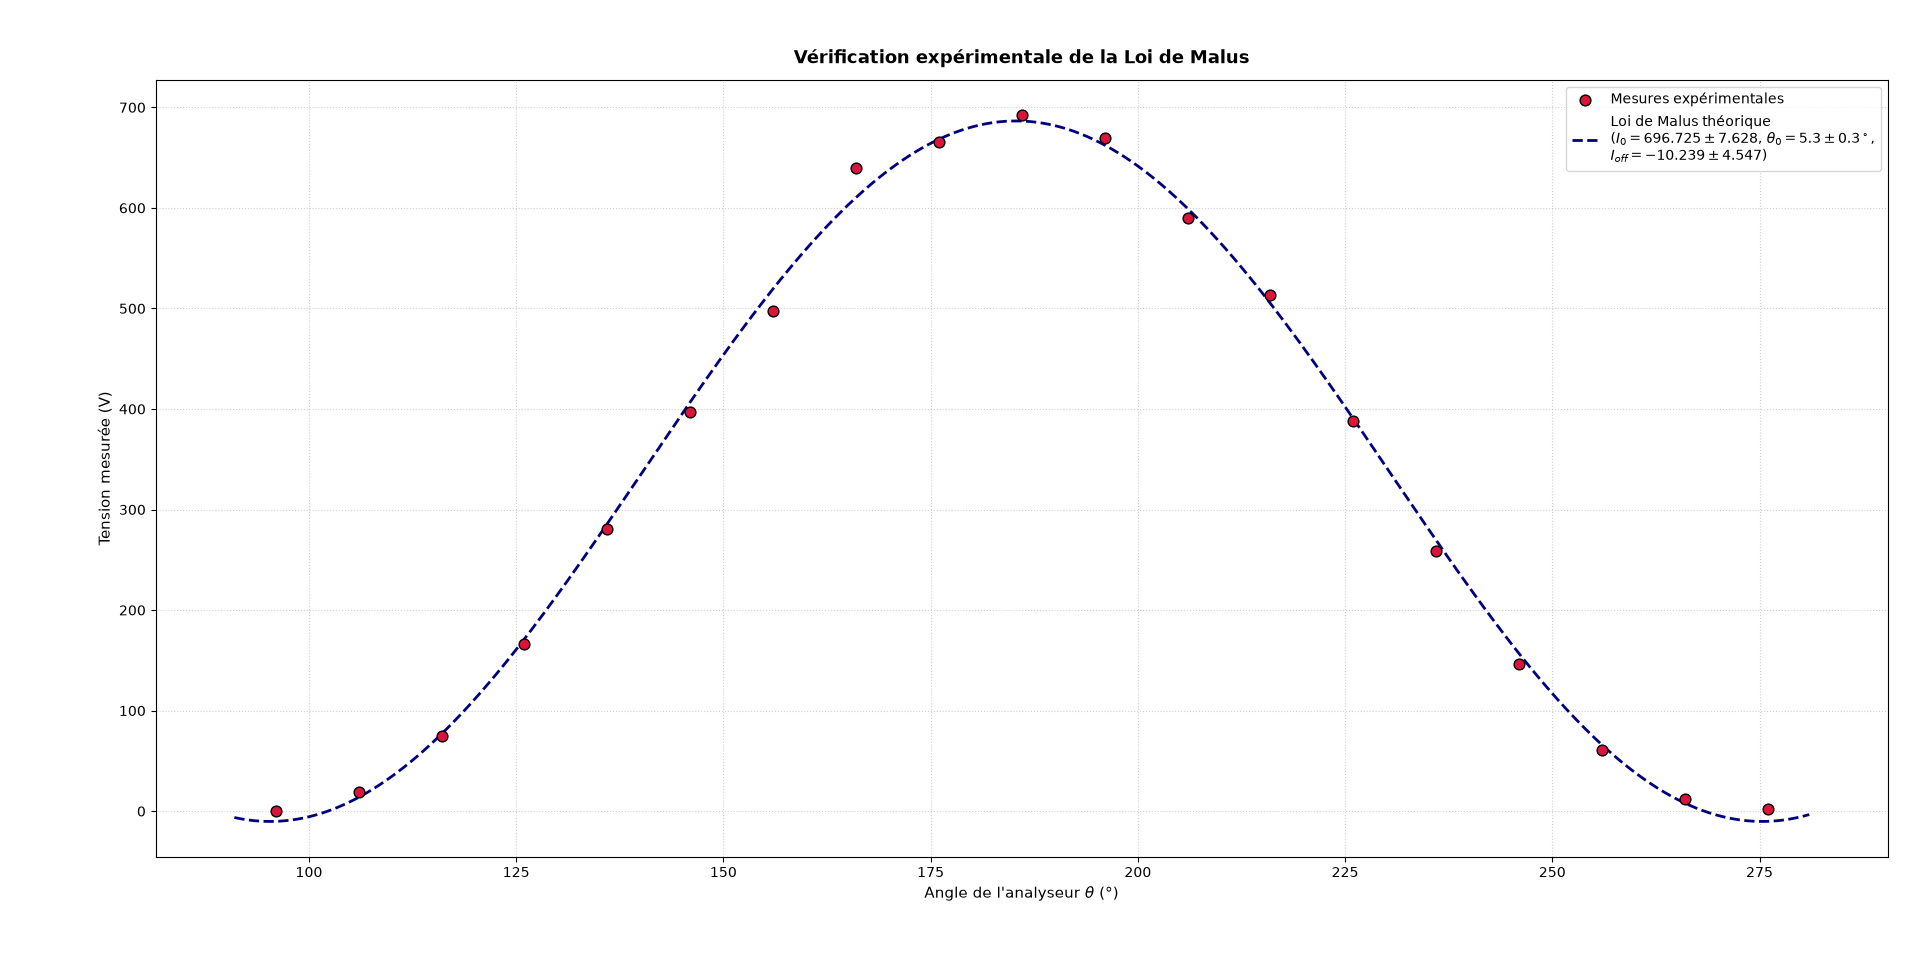 Vérification expérimentale de la Loi de Malus
700
600
500
400
300
200
100
0
Tension mesurée (V)
100
125
150
175
200
225
250
275
Angle de l'analyseur θ (°)
Mesures expérimentales
Loi de Malus théorique
(I₀ = 696.725 ± 7.628, θ₀ = 5.3 ± 0.3°,
I_off = −10.239 ± 4.547)